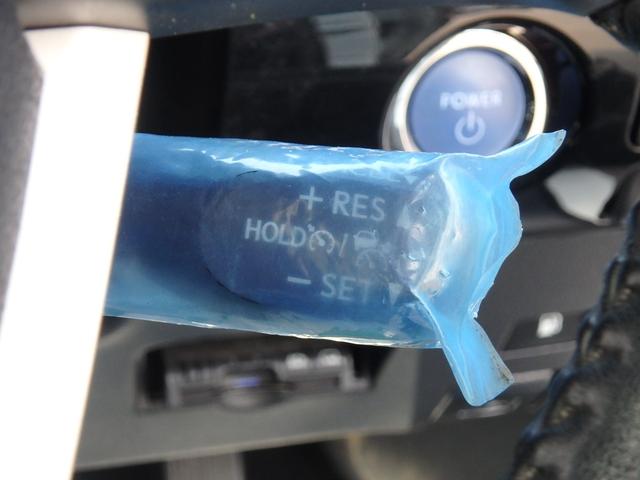 POWER
+ RES
HOLD /
- SET